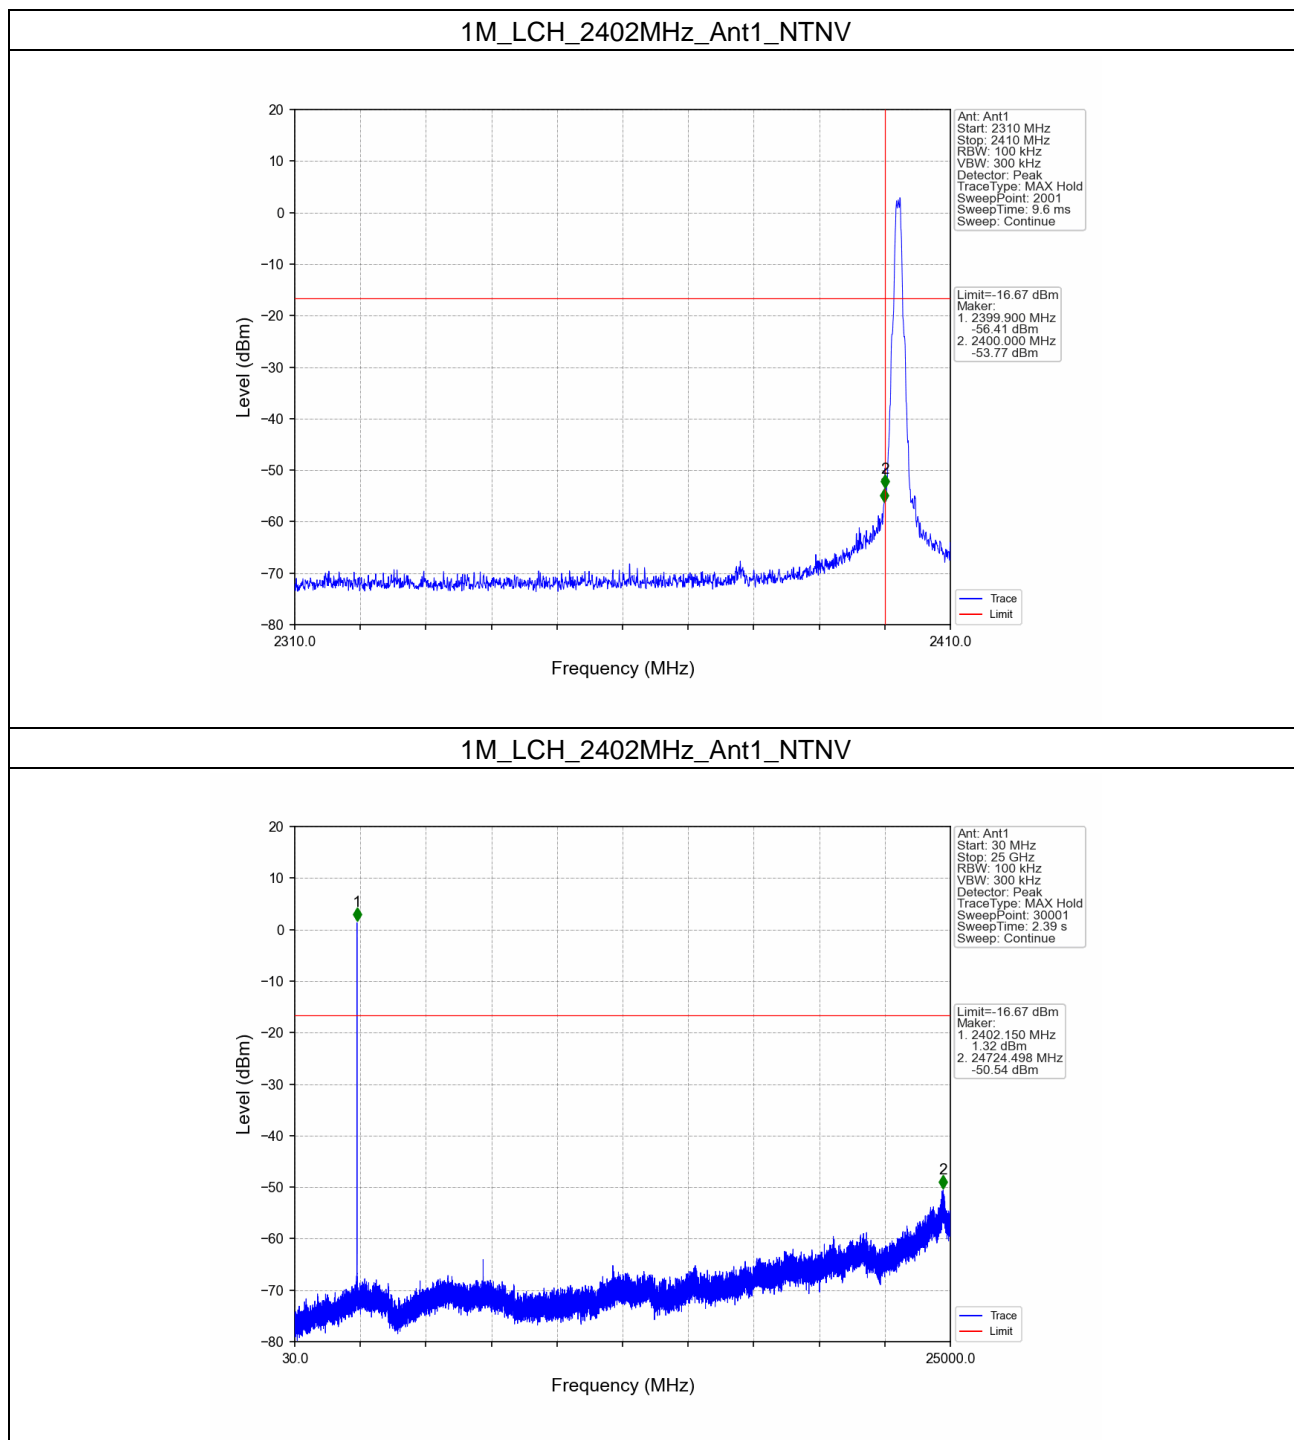 1M_LCH_2402MHz_Ant1_NTNV
20
10
0
−10
−20
−30
−40
−50
−60
−70
−80
Level (dBm)
2310.0
2410.0
Frequency (MHz)
2
Ant: Ant1
Start: 2310 MHz
Stop: 2410 MHz
RBW: 100 kHz
VBW: 300 kHz
Detector: Peak
TraceType: MAX Hold
SweepPoint: 2001
SweepTime: 9.6 ms
Sweep: Continue
Limit=-16.67 dBm
Maker:
1. 2399.900 MHz
-56.41 dBm
2. 2400.000 MHz
-53.77 dBm
Trace
Limit
1M_LCH_2402MHz_Ant1_NTNV
20
10
0
−10
−20
−30
−40
−50
−60
−70
−80
Level (dBm)
30.0
25000.0
Frequency (MHz)
1
2
Ant: Ant1
Start: 30 MHz
Stop: 25 GHz
RBW: 100 kHz
VBW: 300 kHz
Detector: Peak
TraceType: MAX Hold
SweepPoint: 30001
SweepTime: 2.39 s
Sweep: Continue
Limit=-16.67 dBm
Maker:
1. 2402.150 MHz
1.32 dBm
2. 24724.498 MHz
-50.54 dBm
Trace
Limit